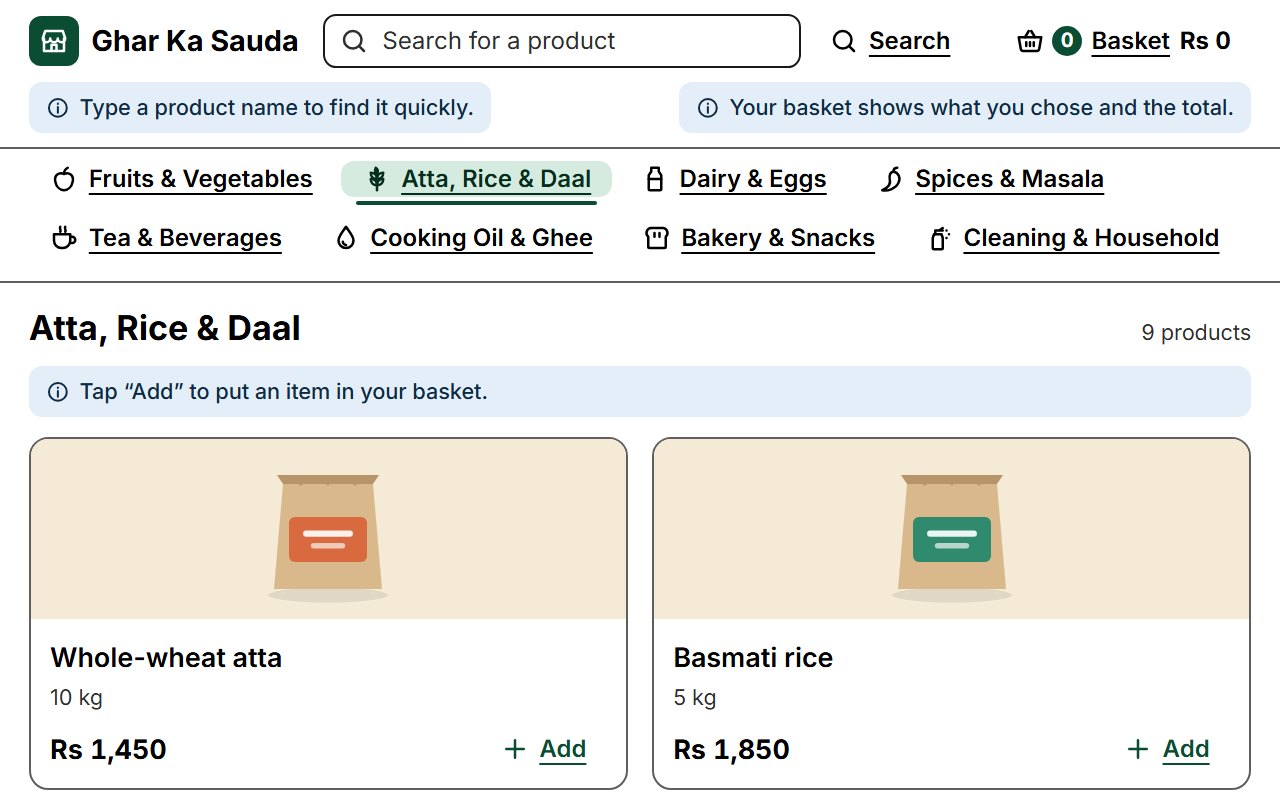 Ghar Ka Sauda
Search for a product
Search
0 Basket Rs 0
Type a product name to find it quickly.
Your basket shows what you chose and the total.
Fruits & Vegetables
Atta, Rice & Daal
Dairy & Eggs
Spices & Masala
Tea & Beverages
Cooking Oil & Ghee
Bakery & Snacks
Cleaning & Household
Atta, Rice & Daal
9 products
Tap “Add” to put an item in your basket.
Whole-wheat atta
10 kg
Rs 1,450
Add
Basmati rice
5 kg
Rs 1,850
Add